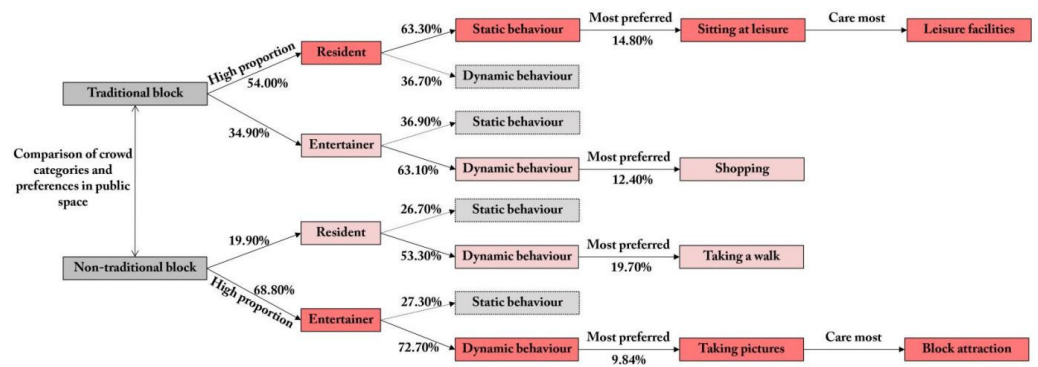 63.30%
Static behaviour
Most preferred
14.80%
Sitting at leisure
Care most
Leisure facilities
High proportion
54.00%
Resident
36.70%
Dynamic behaviour
Traditional block
34.90%
Entertainer
36.90%
Static behaviour
63.10%
Dynamic behaviour
Most preferred
12.40%
Shopping
Comparison of crowd
categories and
preferences in public
space
Non-traditional block
19.90%
Resident
26.70%
Static behaviour
53.30%
Dynamic behaviour
Most preferred
19.70%
Taking a walk
68.80%
High proportion
Entertainer
27.30%
Static behaviour
72.70%
Dynamic behaviour
Most preferred
9.84%
Taking pictures
Care most
Block attraction